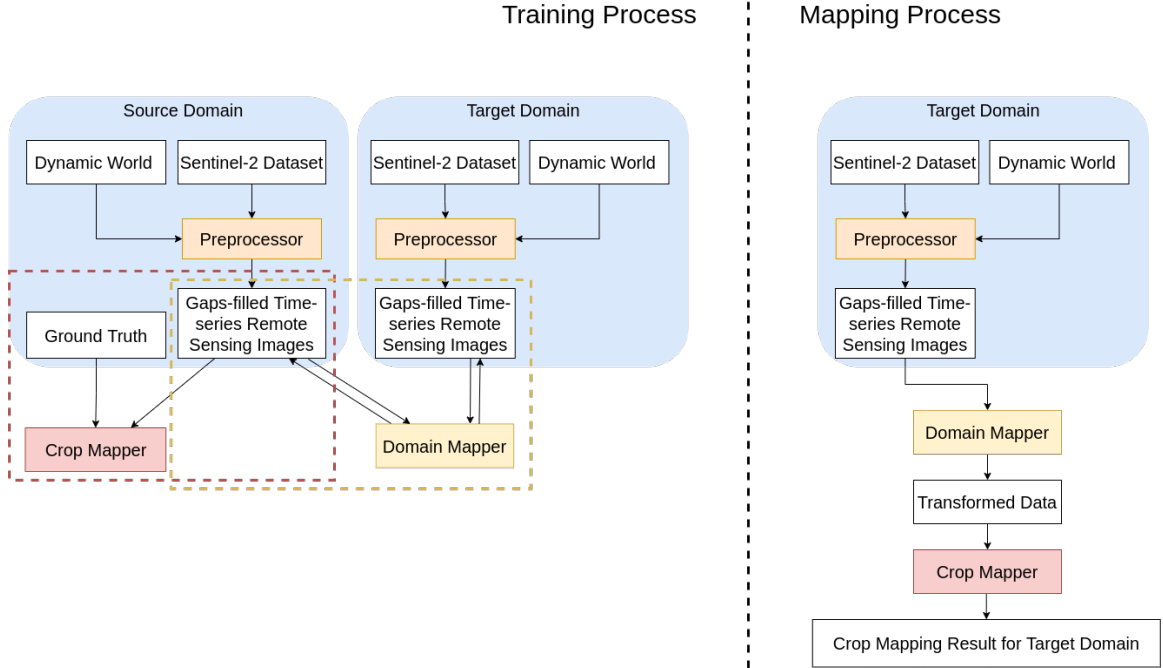 Training Process
Mapping Process
Source Domain
Target Domain
Target Domain
Dynamic World
Sentinel-2 Dataset
Sentinel-2 Dataset
Dynamic World
Sentinel-2 Dataset
Dynamic World
Preprocessor
Preprocessor
Preprocessor
Ground Truth
Gaps-filled Time-
series Remote
Sensing Images
Gaps-filled Time-
series Remote
Sensing Images
Gaps-filled Time-
series Remote
Sensing Images
Crop Mapper
Domain Mapper
Domain Mapper
Transformed Data
Crop Mapper
Crop Mapping Result for Target Domain